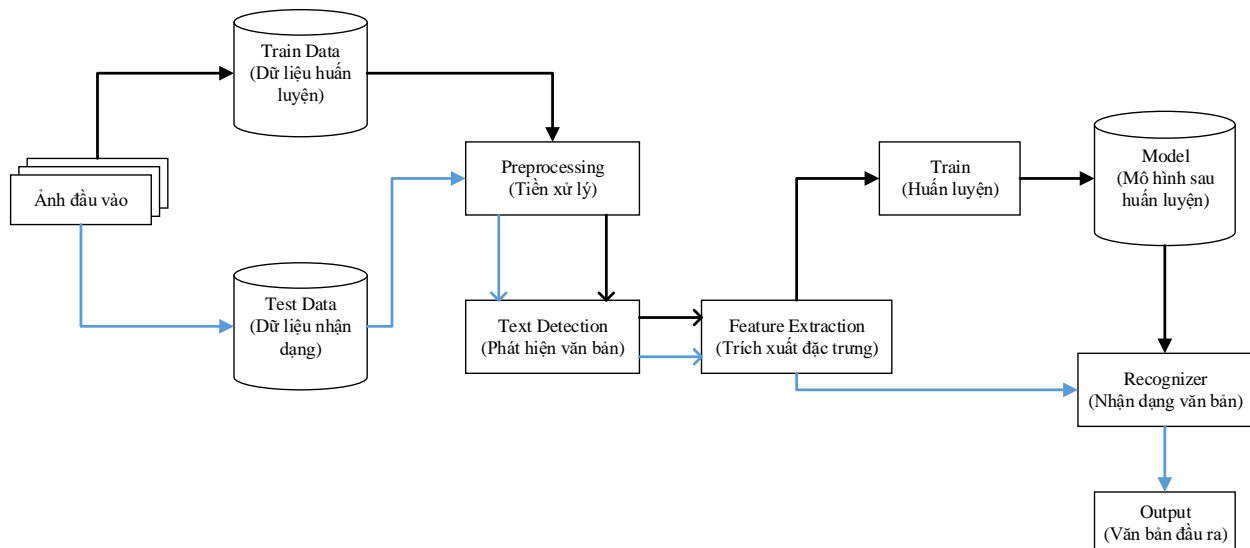 Train Data
(Dữ liệu huấn
luyện)
Ảnh đầu vào
Test Data
(Dữ liệu nhận
dạng)
Preprocessing
(Tiền xử lý)
Text Detection
(Phát hiện văn bản)
Feature Extraction
(Trích xuất đặc trưng)
Train
(Huấn luyện)
Model
(Mô hình sau
huấn luyện)
Recognizer
(Nhận dạng văn bản)
Output
(Văn bản đầu ra)